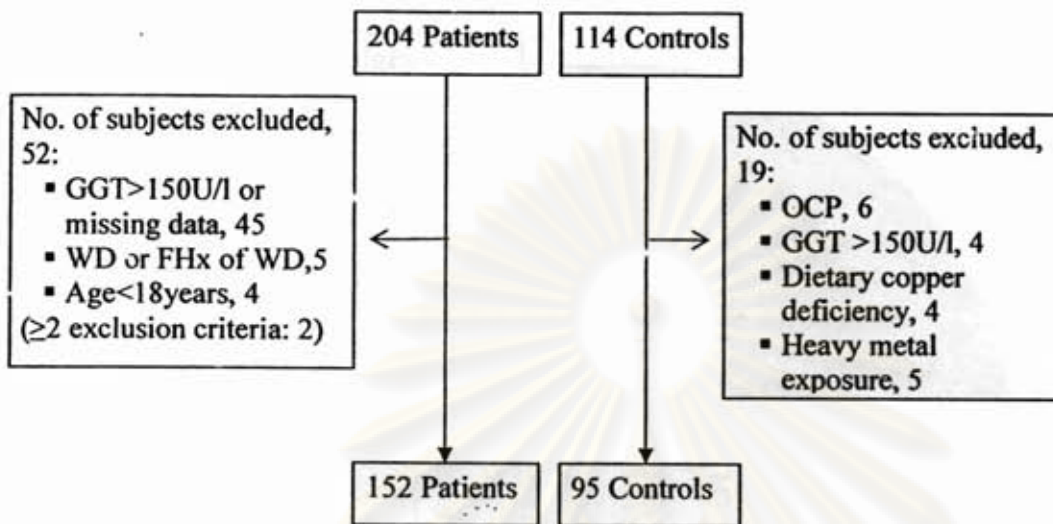 204 Patients
114 Controls
No. of subjects excluded,
52:
▪ GGT>150U/l or
missing data, 45
▪ WD or FHx of WD,5
▪ Age<18years, 4
(≥2 exclusion criteria: 2)
No. of subjects excluded,
19:
▪ OCP, 6
▪ GGT >150U/l, 4
▪ Dietary copper
deficiency, 4
▪ Heavy metal
exposure, 5
152 Patients
95 Controls